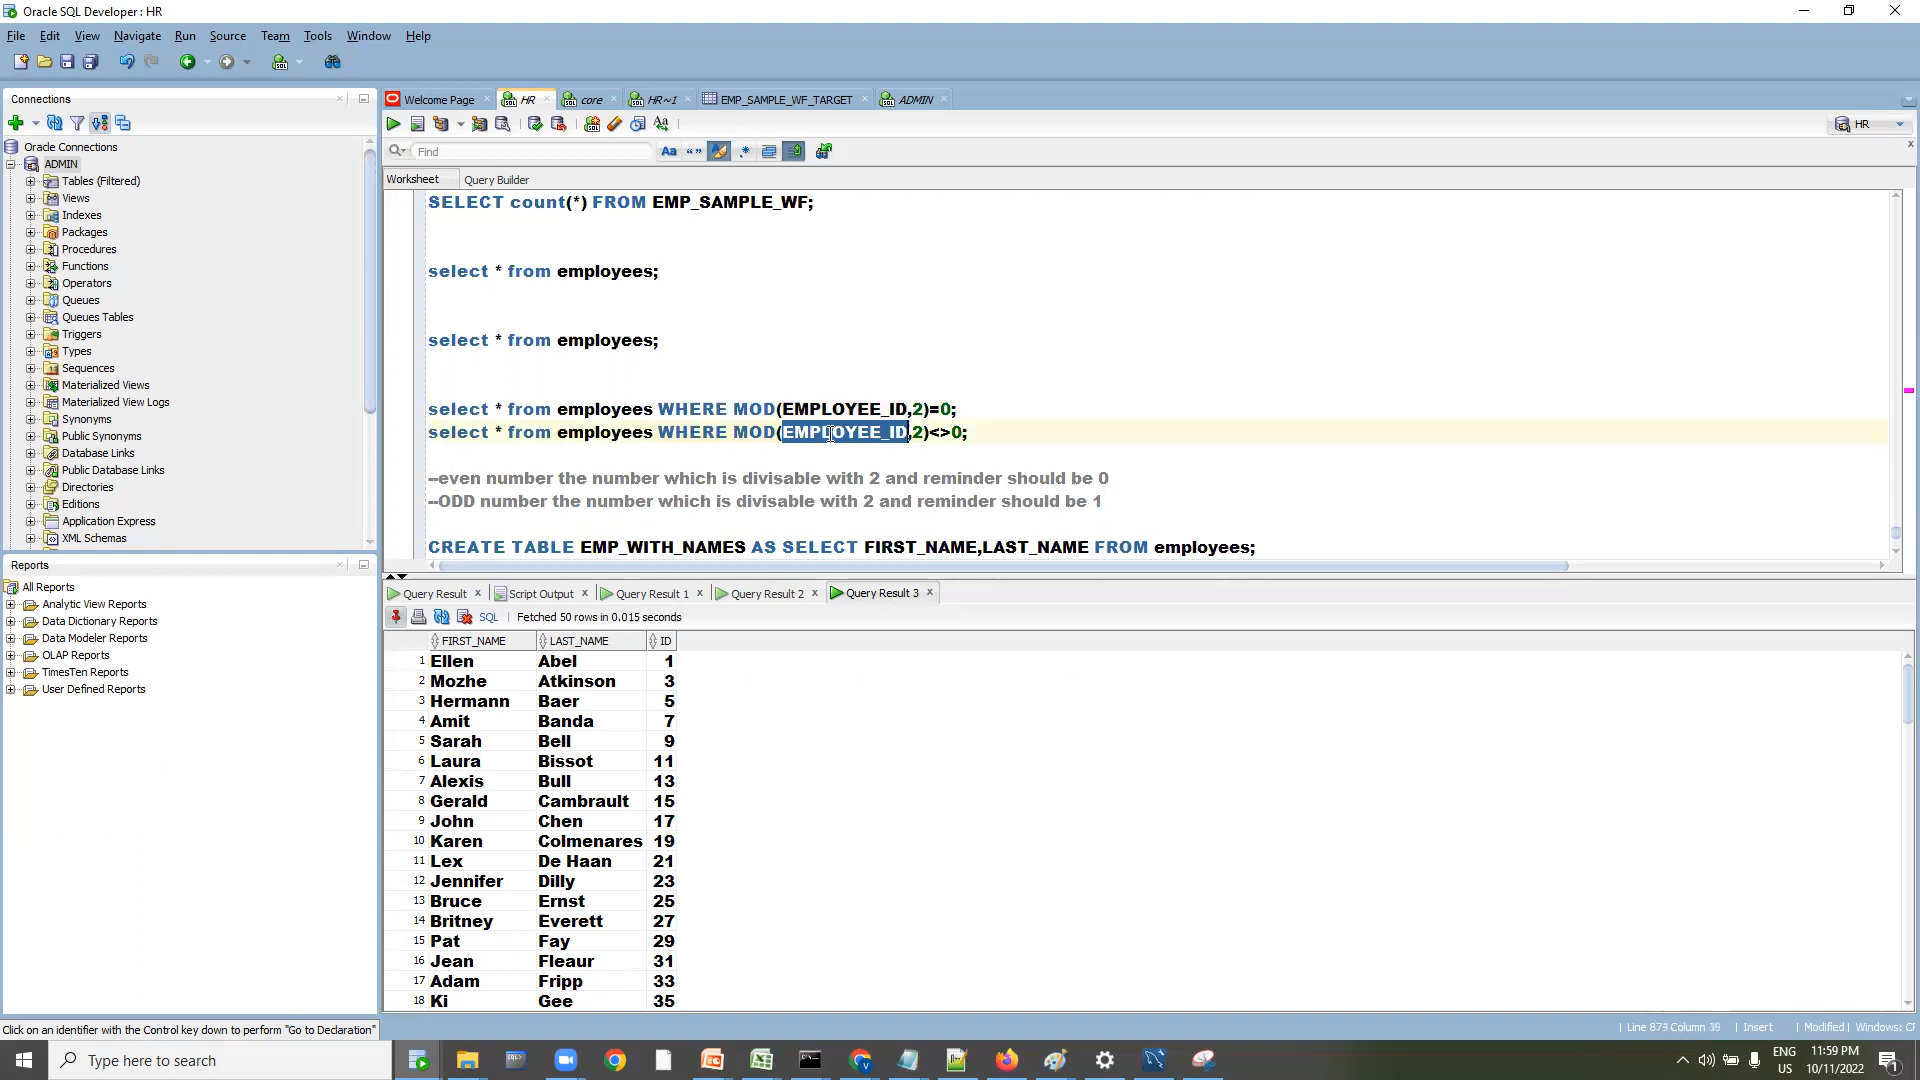 Oracle SQL Developer : HR
File Edit View Navigate Run Source Team Tools Window Help
Connections
Welcome Page HR core HR~1 EMP_SAMPLE_WF_TARGET ADMIN
HR
Find
Worksheet Query Builder
Oracle Connections
ADMIN
Tables (Filtered)
Views
Indexes
Packages
Procedures
Functions
Operators
Queues
Queues Tables
Triggers
Types
Sequences
Materialized Views
Materialized View Logs
Synonyms
Public Synonyms
Database Links
Public Database Links
Directories
Editions
Application Express
XML Schemas
SELECT count(*) FROM EMP_SAMPLE_WF;
select * from employees;
select * from employees;
select * from employees WHERE MOD(EMPLOYEE_ID,2)=0;
select * from employees WHERE MOD(EMPLOYEE_ID,2)<>0;
--even number the number which is divisable with 2 and reminder should be 0
--ODD number the number which is divisable with 2 and reminder should be 1
CREATE TABLE EMP_WITH_NAMES AS SELECT FIRST_NAME,LAST_NAME FROM employees;
Reports
All Reports
Analytic View Reports
Data Dictionary Reports
Data Modeler Reports
OLAP Reports
TimesTen Reports
User Defined Reports
Query Result Script Output Query Result 1 Query Result 2 Query Result 3
SQL Fetched 50 rows in 0.015 seconds
FIRST_NAME LAST_NAME ID
1 Ellen Abel 1
2 Mozhe Atkinson 3
3 Hermann Baer 5
4 Amit Banda 7
5 Sarah Bell 9
6 Laura Bissot 11
7 Alexis Bull 13
8 Gerald Cambrault 15
9 John Chen 17
10 Karen Colmenares 19
11 Lex De Haan 21
12 Jennifer Dilly 23
13 Bruce Ernst 25
14 Britney Everett 27
15 Pat Fay 29
16 Jean Fleaur 31
17 Adam Fripp 33
18 Ki Gee 35
Click on an identifier with the Control key down to perform "Go to Declaration"
Line 873 Column 39 Insert Modified Windows: CF
Type here to search
ENG
US
11:59 PM
10/11/2022